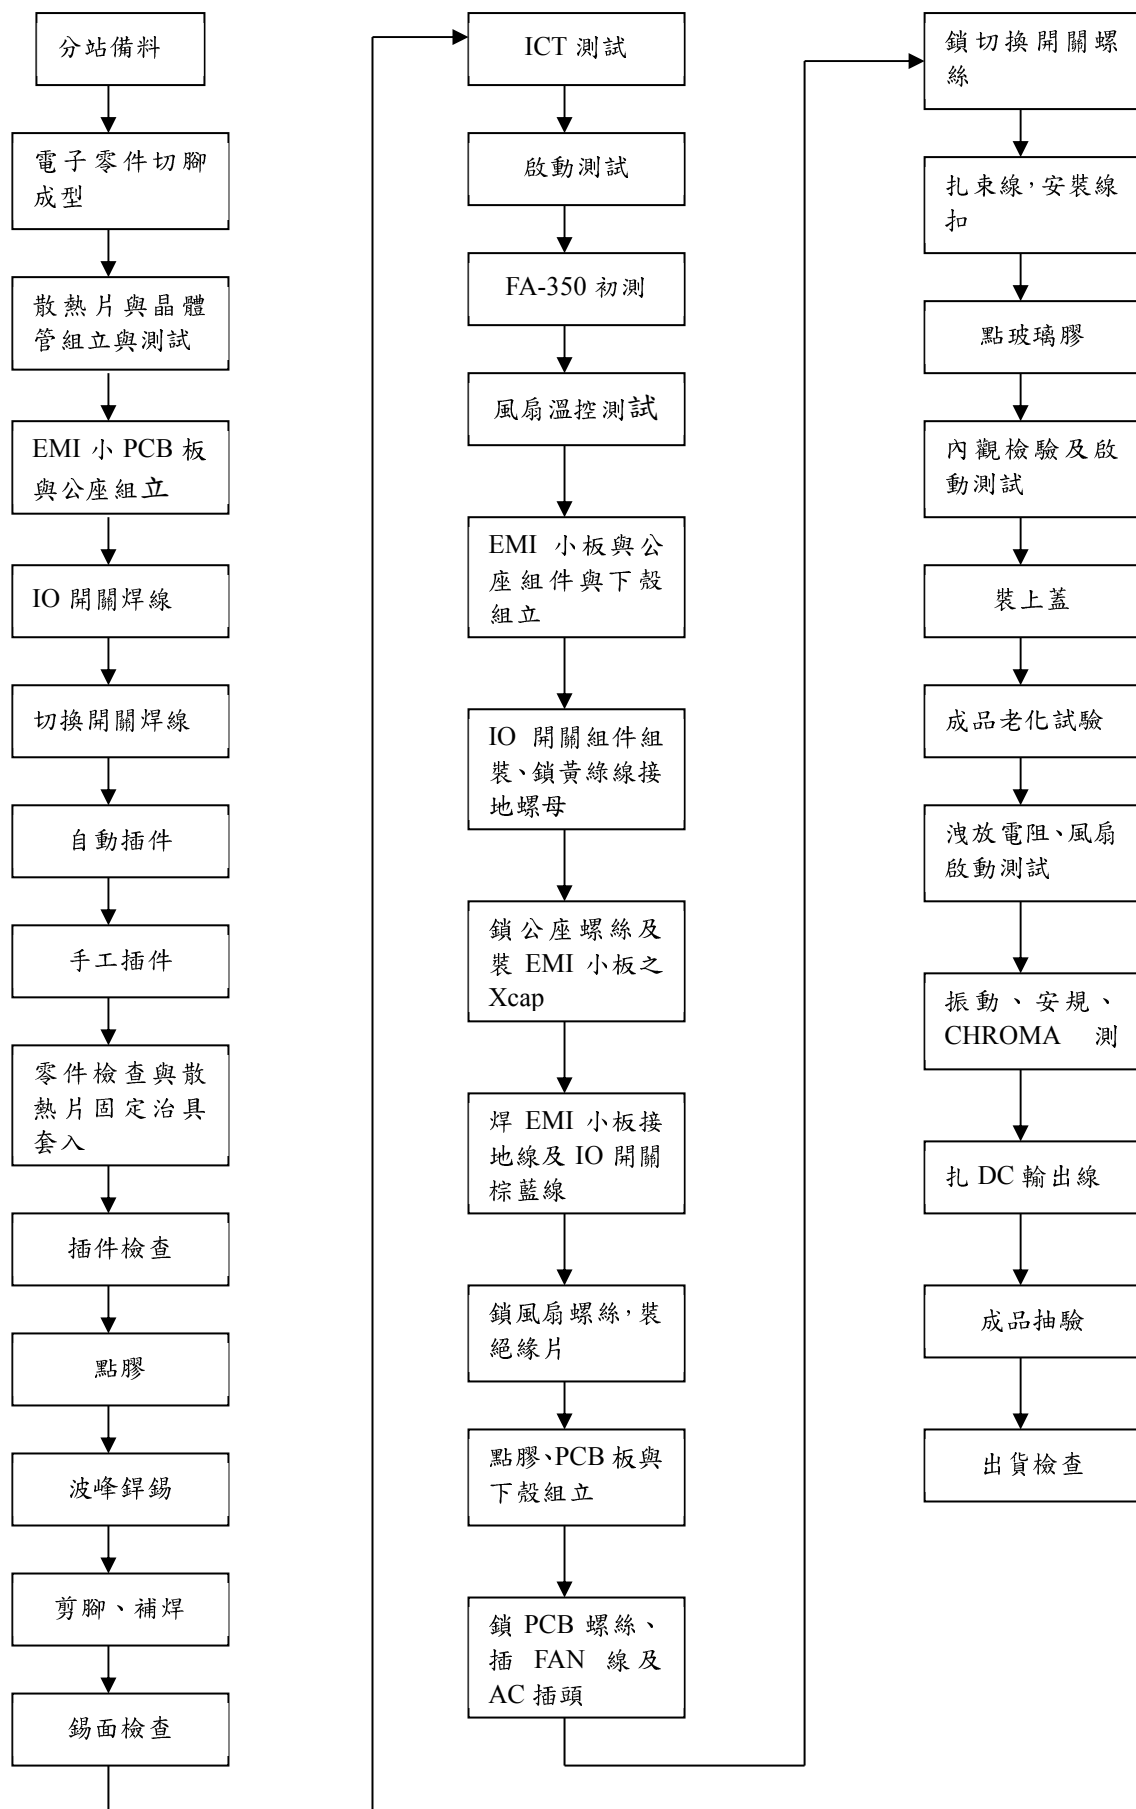 分站備料
電子零件切腳
成型
散熱片與晶體
管組立與測試
EMI 小 PCB 板
與公座組立
IO 開關焊線
切換開關焊線
自動插件
手工插件
零件檢查與散
熱片固定治具
套入
插件檢查
點膠
波峰銲錫
剪腳、補焊
錫面檢查
ICT 測試
啟動測試
FA-350 初測
風扇溫控測試
EMI 小板與公
座組件與下殼
組立
IO 開關組件組
裝、鎖黃綠線接
地螺母
鎖公座螺絲及
裝 EMI 小板之
Xcap
焊 EMI 小板接
地線及 IO 開關
棕藍線
鎖風扇螺絲，裝
絕緣片
點膠、PCB 板與
下殼組立
鎖 PCB 螺絲、
插 FAN 線及
AC 插頭
鎖切換開關螺
絲
扎束線，安裝線
扣
點玻璃膠
內觀檢驗及啟
動測試
裝上蓋
成品老化試驗
洩放電阻、風扇
啟動測試
振動、安規、
CHROMA 測
扎 DC 輸出線
成品抽驗
出貨檢查